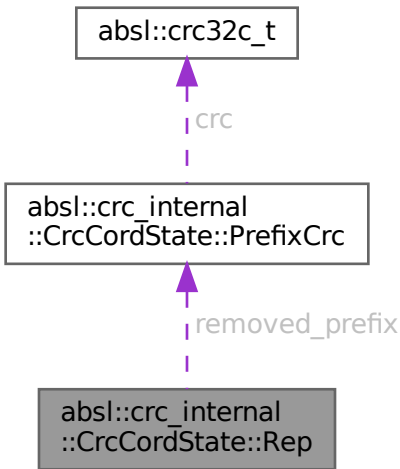 absl::crc32c_t
crc
absl::crc_internal
::CrcCordState::PrefixCrc
removed_prefix
absl::crc_internal
::CrcCordState::Rep